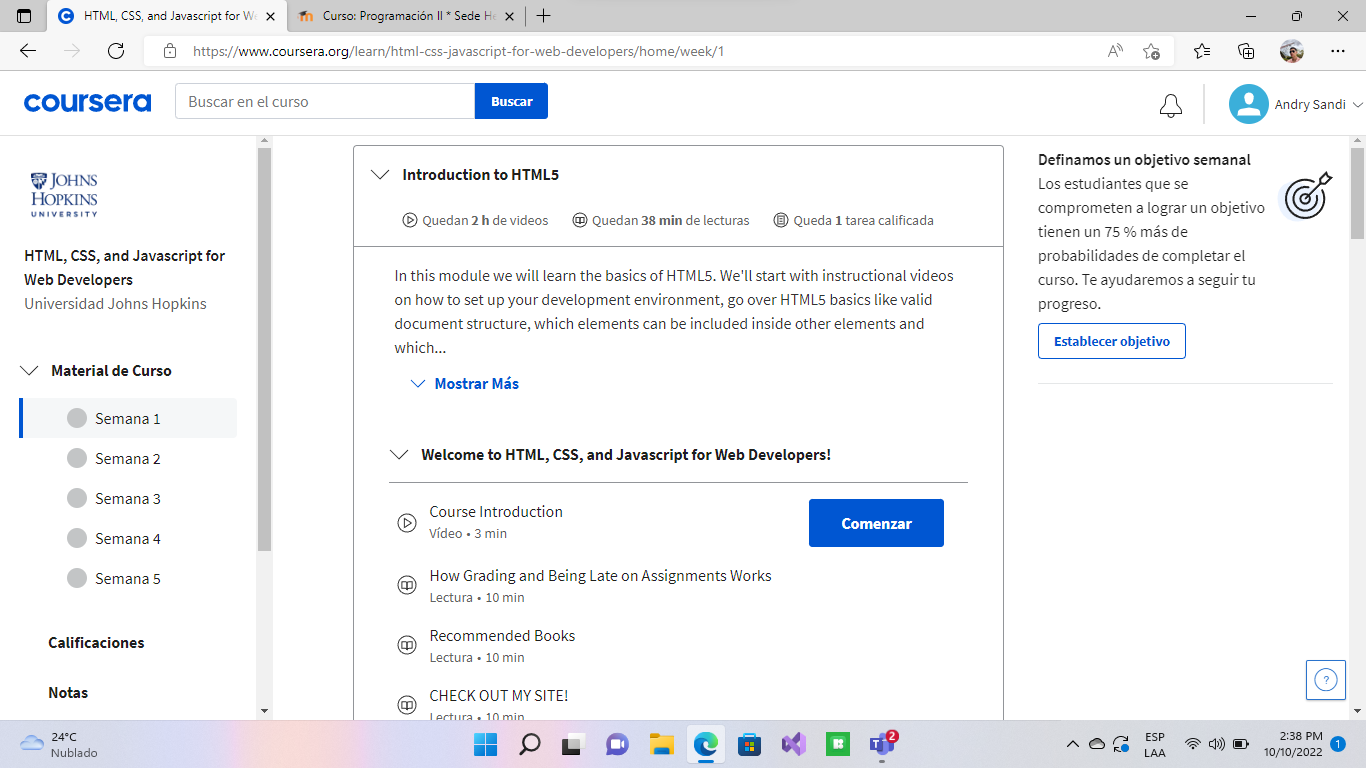 HTML, CSS, and Javascript for We
Curso: Programación II * Sede He
https://www.coursera.org/learn/html-css-javascript-for-web-developers/home/week/1
coursera
Buscar en el curso
Buscar
Andry Sandi
JOHNS
HOPKINS
UNIVERSITY
HTML, CSS, and Javascript for
Web Developers
Universidad Johns Hopkins
Material de Curso
Semana 1
Semana 2
Semana 3
Semana 4
Semana 5
Calificaciones
Notas
Introduction to HTML5
Quedan 2 h de videos
Quedan 38 min de lecturas
Queda 1 tarea calificada
In this module we will learn the basics of HTML5. We'll start with instructional videos
on how to set up your development environment, go over HTML5 basics like valid
document structure, which elements can be included inside other elements and
which...
Mostrar Más
Welcome to HTML, CSS, and Javascript for Web Developers!
Course Introduction
Vídeo • 3 min
Comenzar
How Grading and Being Late on Assignments Works
Lectura • 10 min
Recommended Books
Lectura • 10 min
CHECK OUT MY SITE!
Lectura • 10 min
Definamos un objetivo semanal
Los estudiantes que se
comprometen a lograr un objetivo
tienen un 75 % más de
probabilidades de completar el
curso. Te ayudaremos a seguir tu
progreso.
Establecer objetivo
?
24°C
Nublado
2
ESP
LAA
2:38 PM
10/10/2022
1